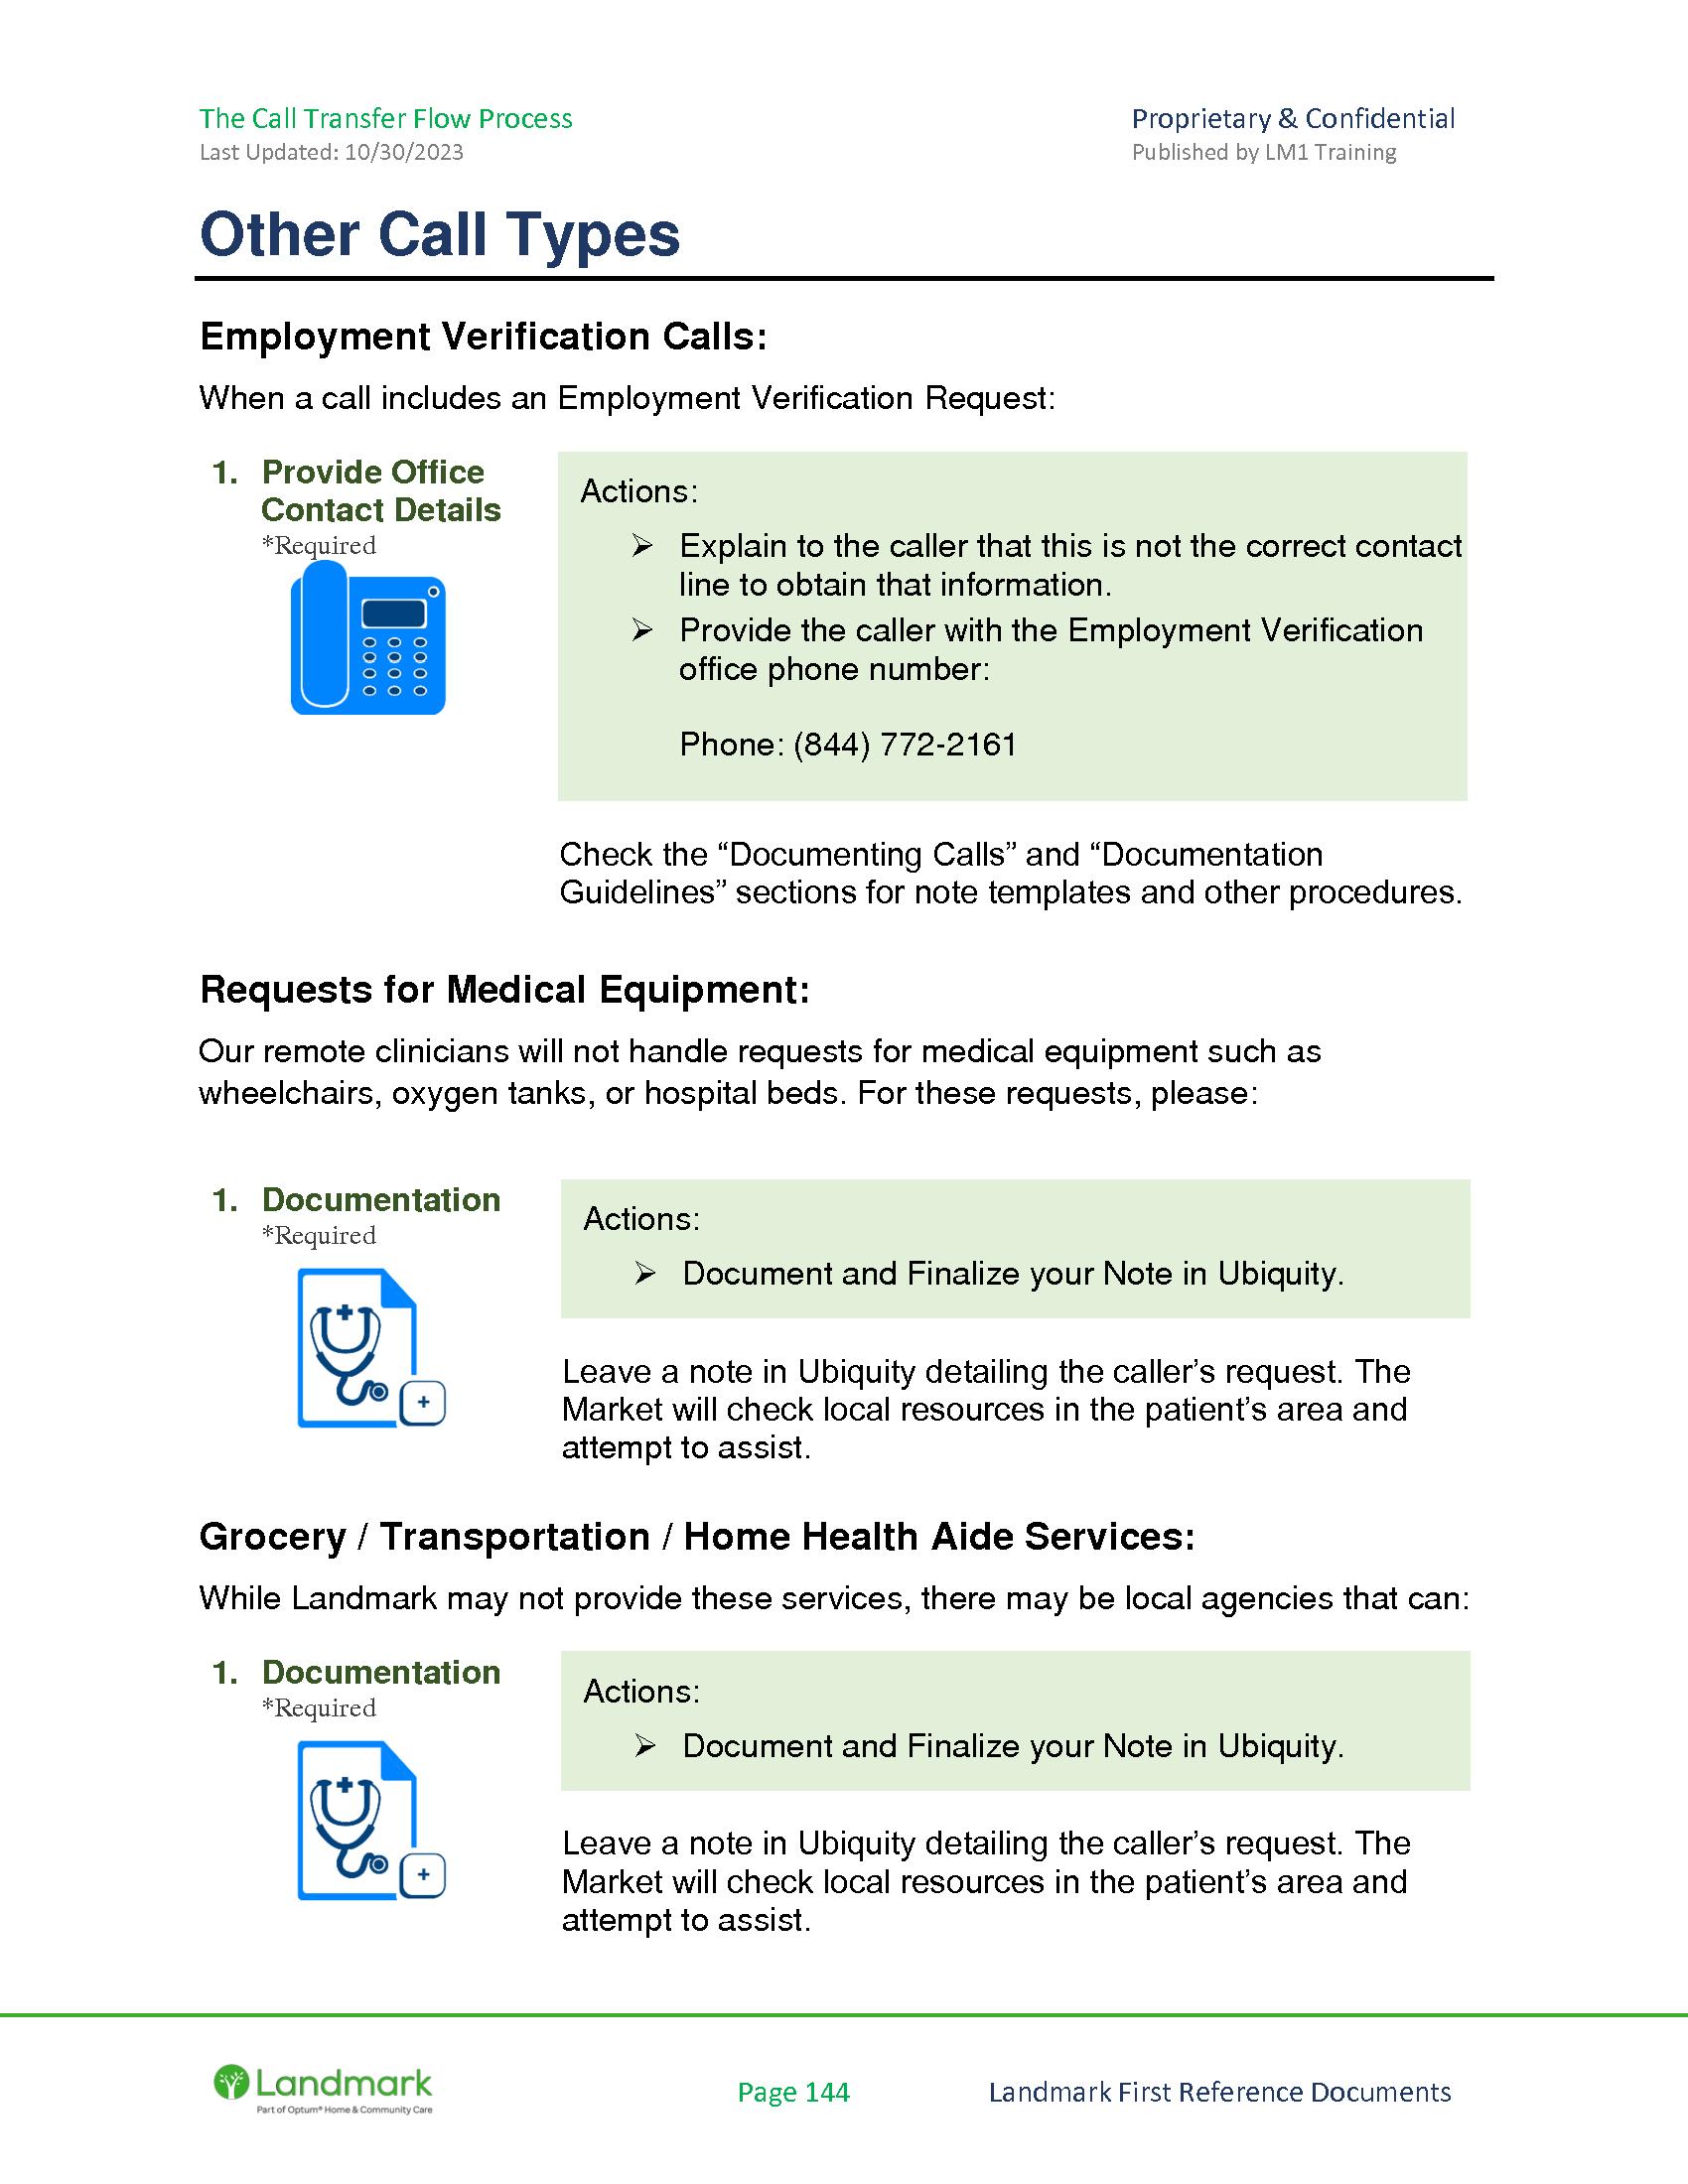 The Call Transfer Flow Process
Last Updated: 10/30/2023
Proprietary & Confidential
Published by LM1 Training
Other Call Types
Employment Verification Calls:
When a call includes an Employment Verification Request:
1. Provide Office
Contact Details
*Required
Actions:
➢ Explain to the caller that this is not the correct contact
line to obtain that information.
➢ Provide the caller with the Employment Verification
office phone number:
Phone: (844) 772-2161
Check the “Documenting Calls” and “Documentation
Guidelines” sections for note templates and other procedures.
Requests for Medical Equipment:
Our remote clinicians will not handle requests for medical equipment such as
wheelchairs, oxygen tanks, or hospital beds. For these requests, please:
1. Documentation
*Required
Actions:
➢ Document and Finalize your Note in Ubiquity.
Leave a note in Ubiquity detailing the caller’s request. The
Market will check local resources in the patient’s area and
attempt to assist.
Grocery / Transportation / Home Health Aide Services:
While Landmark may not provide these services, there may be local agencies that can:
1. Documentation
*Required
Actions:
➢ Document and Finalize your Note in Ubiquity.
Leave a note in Ubiquity detailing the caller’s request. The
Market will check local resources in the patient’s area and
attempt to assist.
Landmark
Part of Optum® Home & Community Care
Page 144
Landmark First Reference Documents